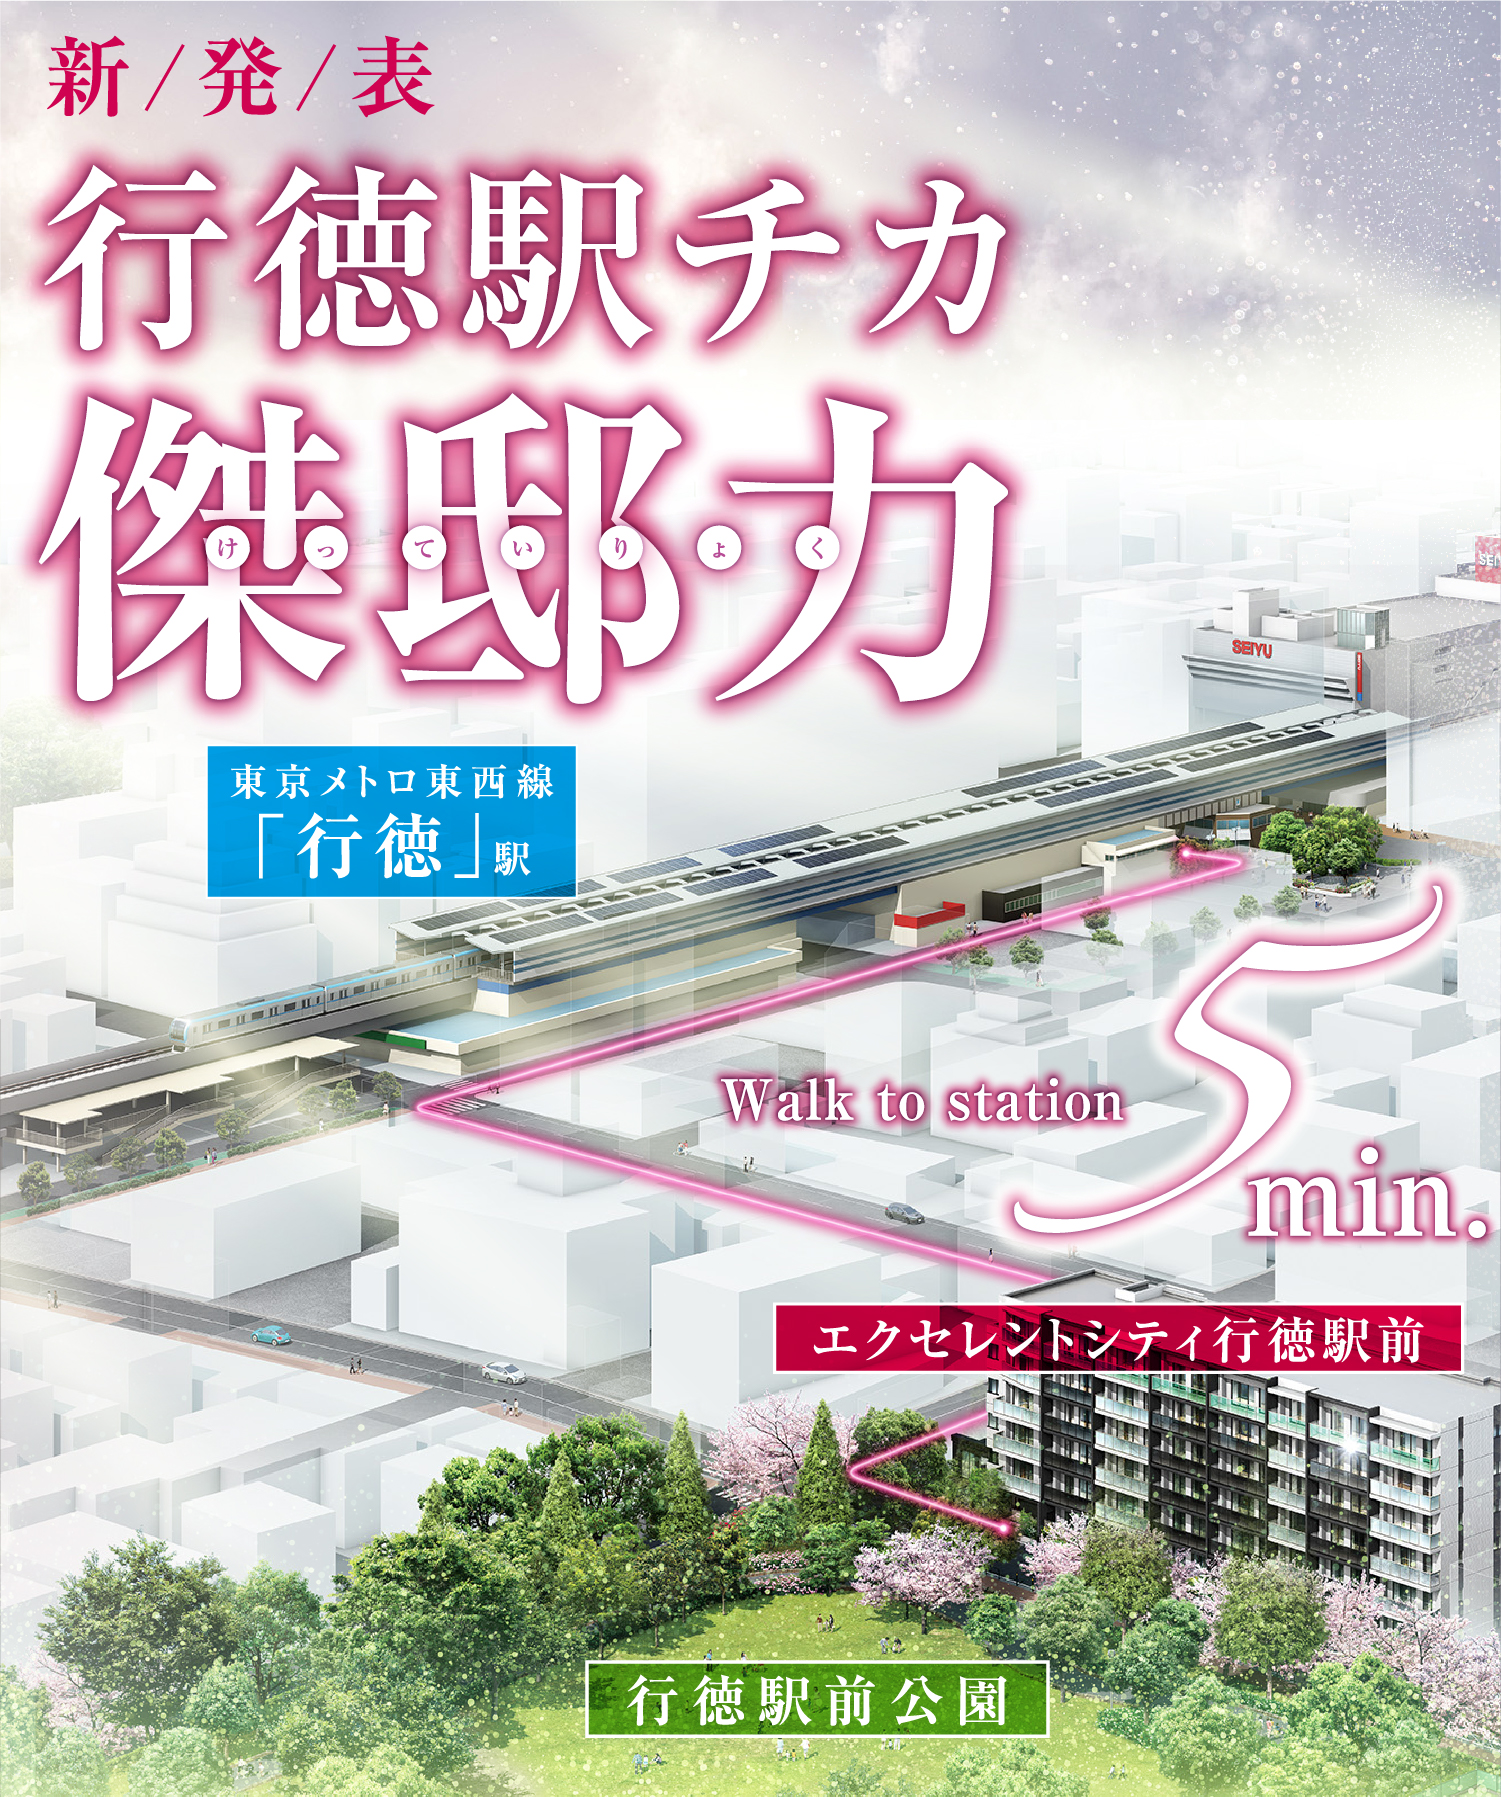 新/発/表
行徳駅チカ
傑邸・力
けっていりょく
SEIYU
東京メトロ東西線
「行徳」駅
Walk to station
5min.
エクセレントシティ行徳駅前
行徳駅前公園